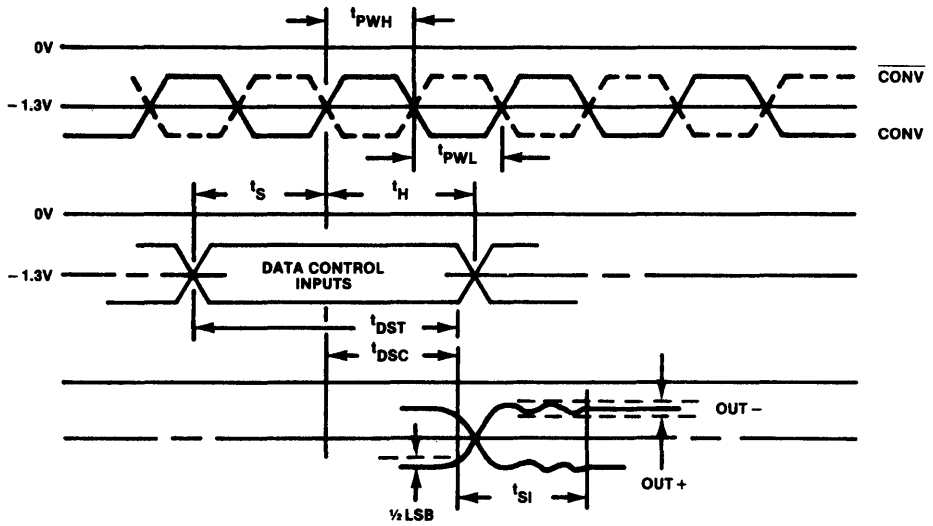 tPWH
0V
CONV
– 1.3V
CONV
tPWL
tS
tH
0V
– 1.3V
DATA CONTROL
INPUTS
tDST
tDSC
OUT –
OUT +
tSI
½ LSB